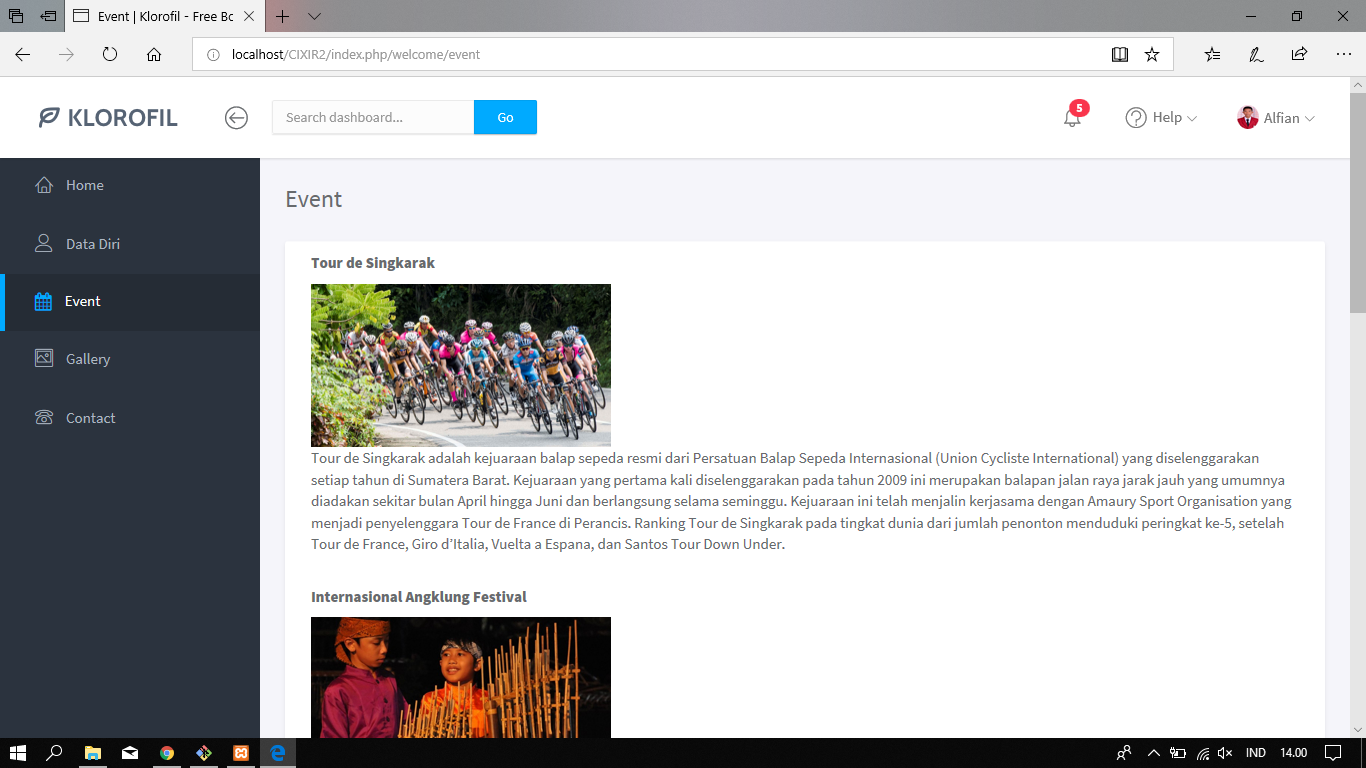 Event | Klorofil - Free Bo
localhost/CIXIR2/index.php/welcome/event
KLOROFIL
Search dashboard...
Go
5
Help
Alfian
Home
Data Diri
Event
Gallery
Contact
Event
Tour de Singkarak
Tour de Singkarak adalah kejuaraan balap sepeda resmi dari Persatuan Balap Sepeda Internasional (Union Cycliste International) yang diselenggarakan
setiap tahun di Sumatera Barat. Kejuaraan yang pertama kali diselenggarakan pada tahun 2009 ini merupakan balapan jalan raya jarak jauh yang umumnya
diadakan sekitar bulan April hingga Juni dan berlangsung selama seminggu. Kejuaraan ini telah menjalin kerjasama dengan Amaury Sport Organisation yang
menjadi penyelenggara Tour de France di Perancis. Ranking Tour de Singkarak pada tingkat dunia dari jumlah penonton menduduki peringkat ke-5, setelah
Tour de France, Giro d’Italia, Vuelta a Espana, dan Santos Tour Down Under.
Internasional Angklung Festival
IND
14.00